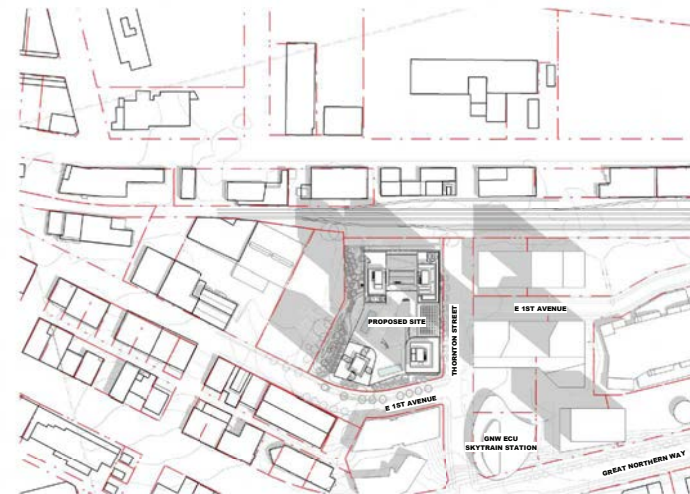 E 1ST AVENUE
PROPOSED SITE
THORNTON STREET
E 1ST AVENUE
GNW ECU
SKYTRAIN STATION
GREAT NORTHERN WAY